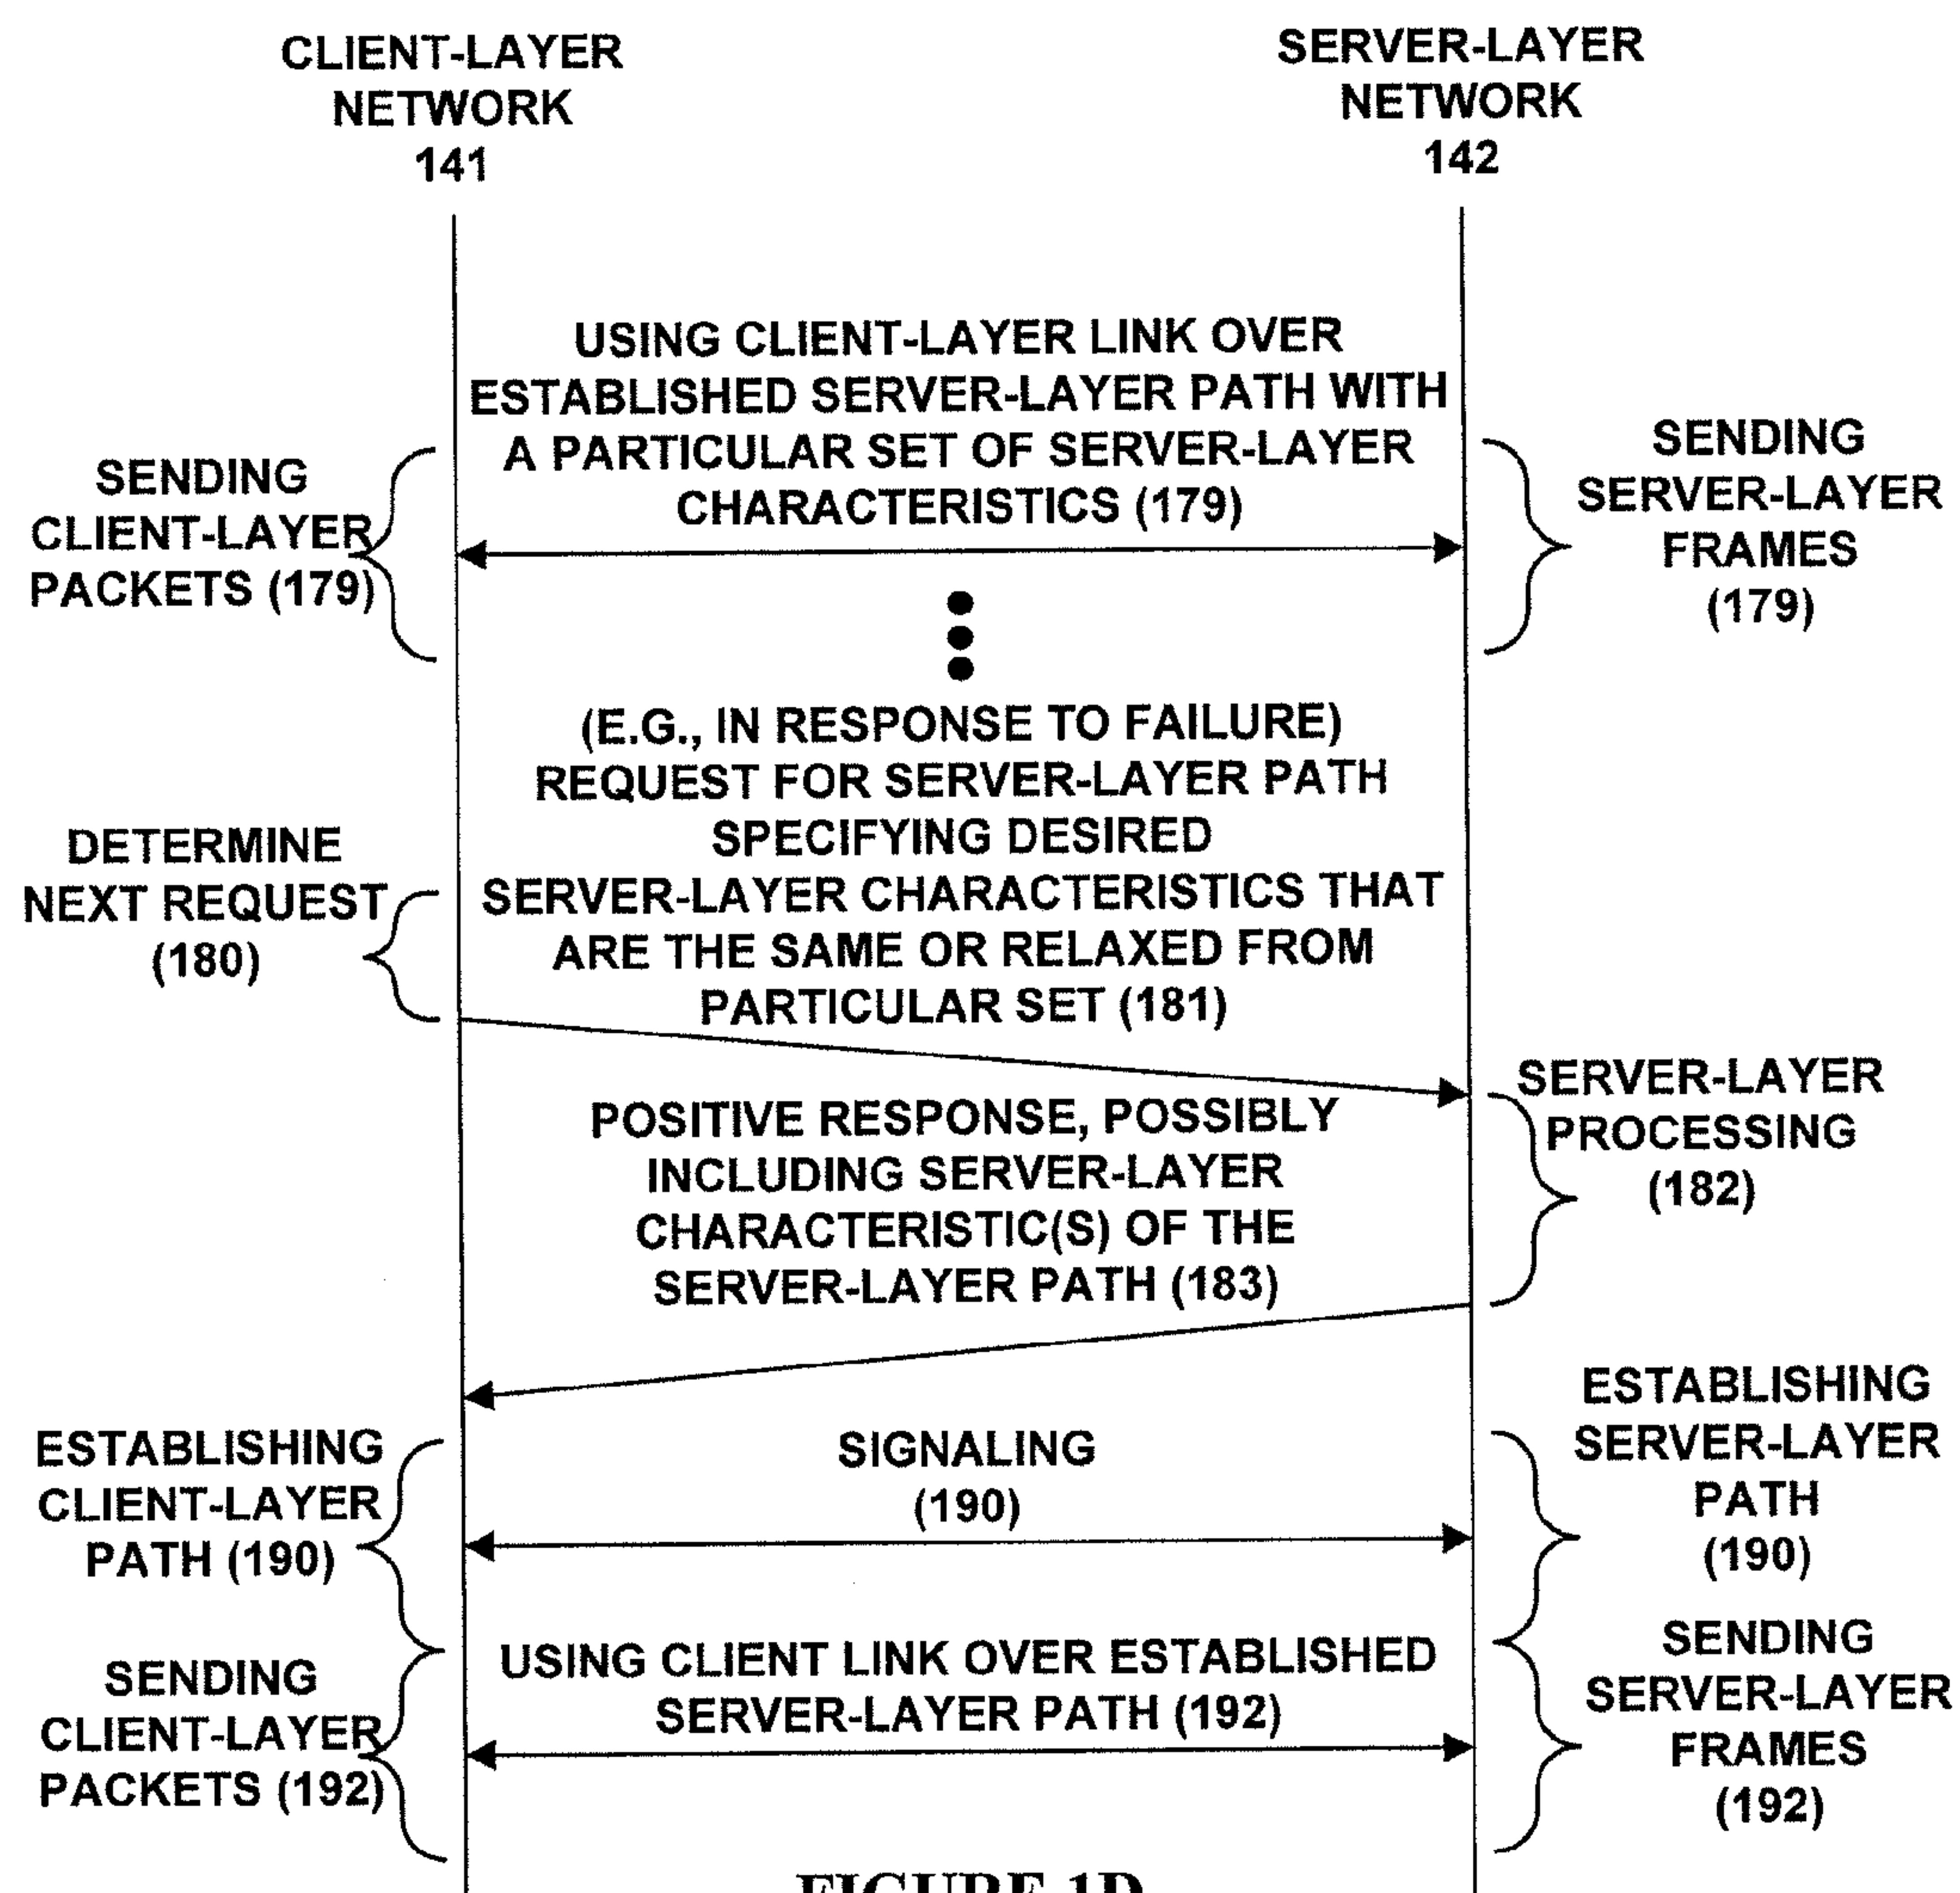 CLIENT-LAYER
NETWORK
141
SERVER-LAYER
NETWORK
142
USING CLIENT-LAYER LINK OVER
ESTABLISHED SERVER-LAYER PATH WITH
A PARTICULAR SET OF SERVER-LAYER
CHARACTERISTICS (179)
SENDING
CLIENT-LAYER
PACKETS (179)
SENDING
SERVER-LAYER
FRAMES
(179)
(E.G., IN RESPONSE TO FAILURE)
REQUEST FOR SERVER-LAYER PATH
SPECIFYING DESIRED
SERVER-LAYER CHARACTERISTICS THAT
ARE THE SAME OR RELAXED FROM
PARTICULAR SET (181)
DETERMINE
NEXT REQUEST
(180)
SERVER-LAYER
PROCESSING
(182)
POSITIVE RESPONSE, POSSIBLY
INCLUDING SERVER-LAYER
CHARACTERISTIC(S) OF THE
SERVER-LAYER PATH (183)
ESTABLISHING
CLIENT-LAYER
PATH (190)
SIGNALING
(190)
ESTABLISHING
SERVER-LAYER
PATH
(190)
SENDING
CLIENT-LAYER
PACKETS (192)
USING CLIENT LINK OVER ESTABLISHED
SERVER-LAYER PATH (192)
SENDING
SERVER-LAYER
FRAMES
(192)
FIGURE 1D